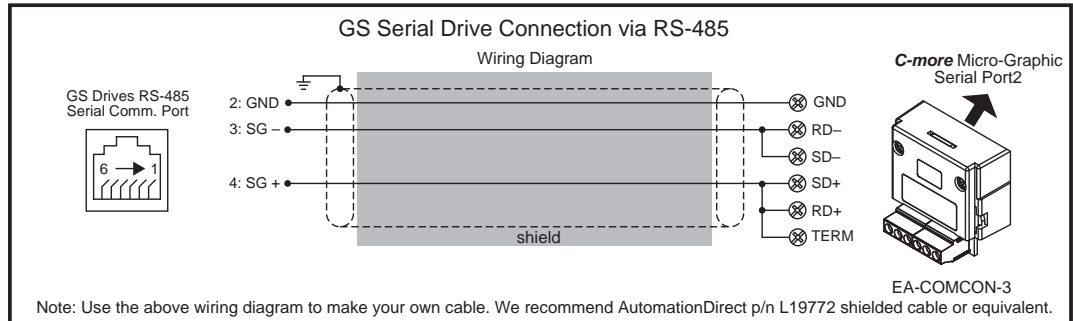 GS Serial Drive Connection via RS-485
Wiring Diagram
C-more Micro-Graphic
Serial Port2
GS Drives RS-485
Serial Comm. Port
6 1
2: GND
3: SG –
4: SG +
GND
RD–
SD–
SD+
RD+
TERM
shield
EA-COMCON-3
Note: Use the above wiring diagram to make your own cable. We recommend AutomationDirect p/n L19772 shielded cable or equivalent.